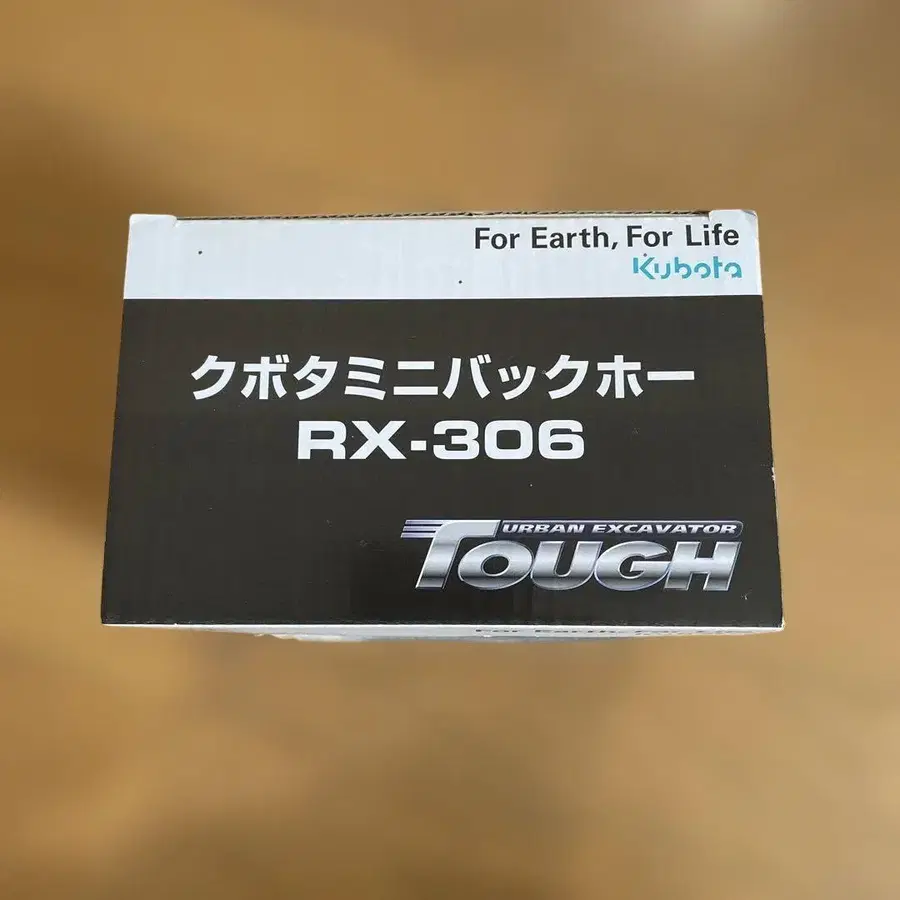 For Earth, For Life
Kubota
クボタミニバックホー
RX-306
URBAN EXCAVATOR
TOUGH